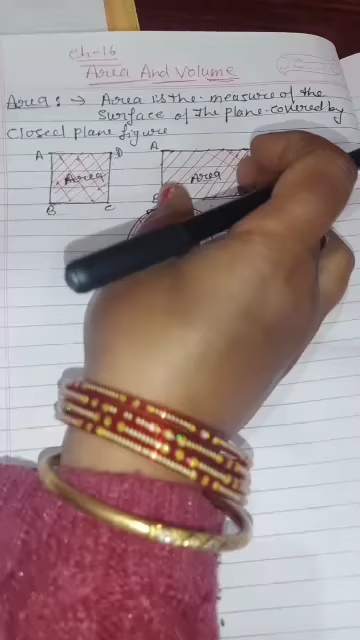 Ch-16
Area And Volume
Area: → Area is the measure of the
surface of the plane covered by
Closed plane figure
A D A
Area Area
B C